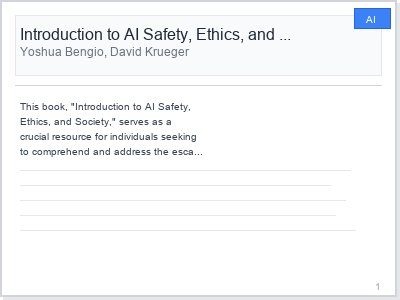 AI
Introduction to AI Safety, Ethics, and ...
Yoshua Bengio, David Krueger
This book, "Introduction to AI Safety,
Ethics, and Society," serves as a
crucial resource for individuals seeking
to comprehend and address the esca...
1